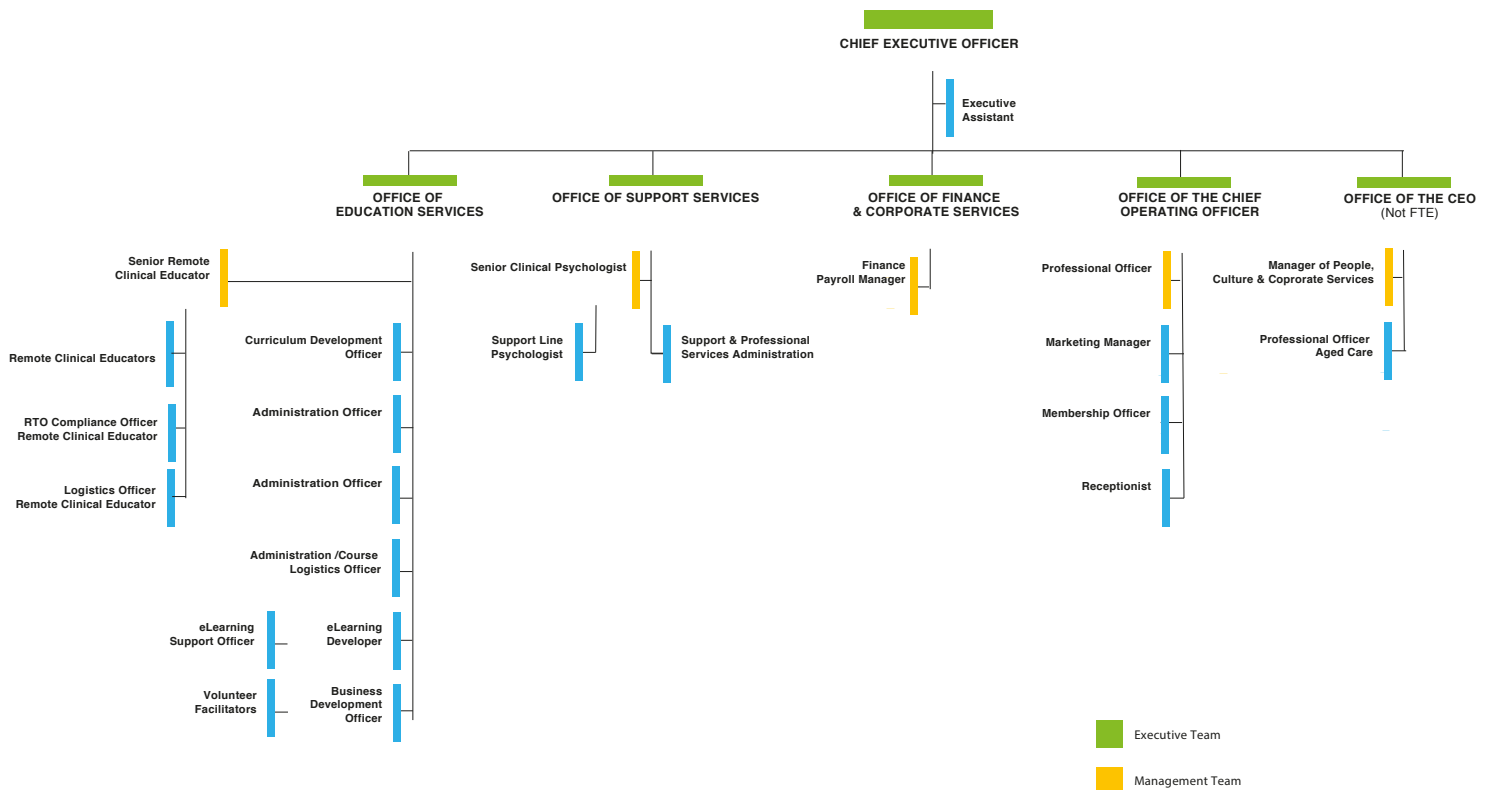 CHIEF EXECUTIVE OFFICER
Executive
Assistant
OFFICE OF
EDUCATION SERVICES
OFFICE OF SUPPORT SERVICES
OFFICE OF FINANCE
& CORPORATE SERVICES
OFFICE OF THE CHIEF
OPERATING OFFICER
OFFICE OF THE CEO
(Not FTE)
Senior Remote
Clinical Educator
Remote Clinical Educators
RTO Compliance Officer
Remote Clinical Educator
Logistics Officer
Remote Clinical Educator
Curriculum Development
Officer
Administration Officer
Administration Officer
Administration /Course
Logistics Officer
eLearning
Support Officer
eLearning
Developer
Volunteer
Facilitators
Business
Development
Officer
Senior Clinical Psychologist
Support Line
Psychologist
Support & Professional
Services Administration
Finance
Payroll Manager
Professional Officer
Marketing Manager
Membership Officer
Receptionist
Manager of People,
Culture & Coprorate Services
Professional Officer
Aged Care
Executive Team
Management Team